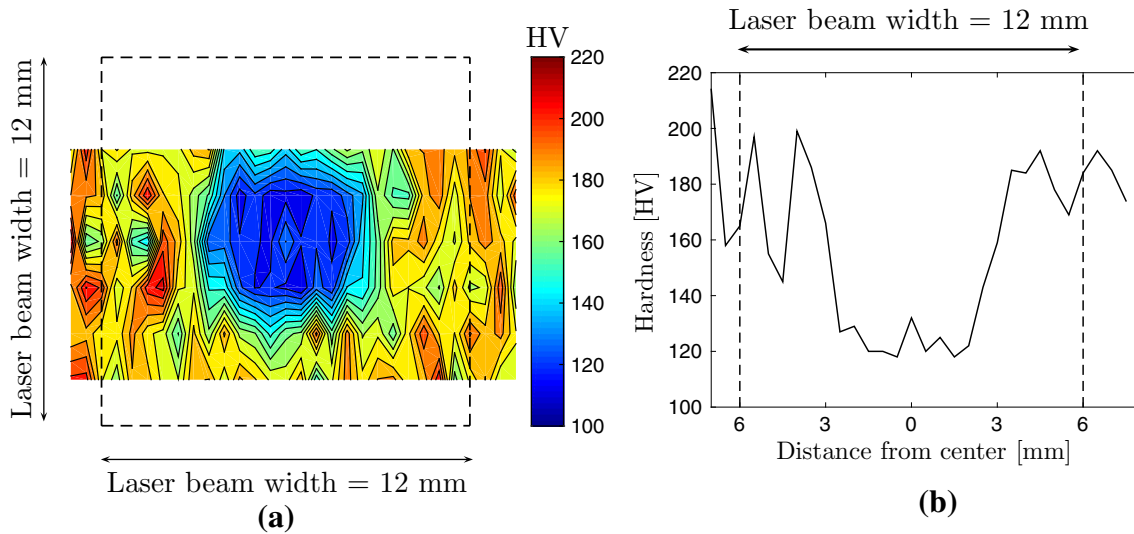 HV
220
200
180
160
140
120
100
Laser beam width = 12 mm
Laser beam width = 12 mm
(a)
Laser beam width = 12 mm
220
200
180
160
140
120
100
Hardness [HV]
6 3 0 3 6
Distance from center [mm]
(b)